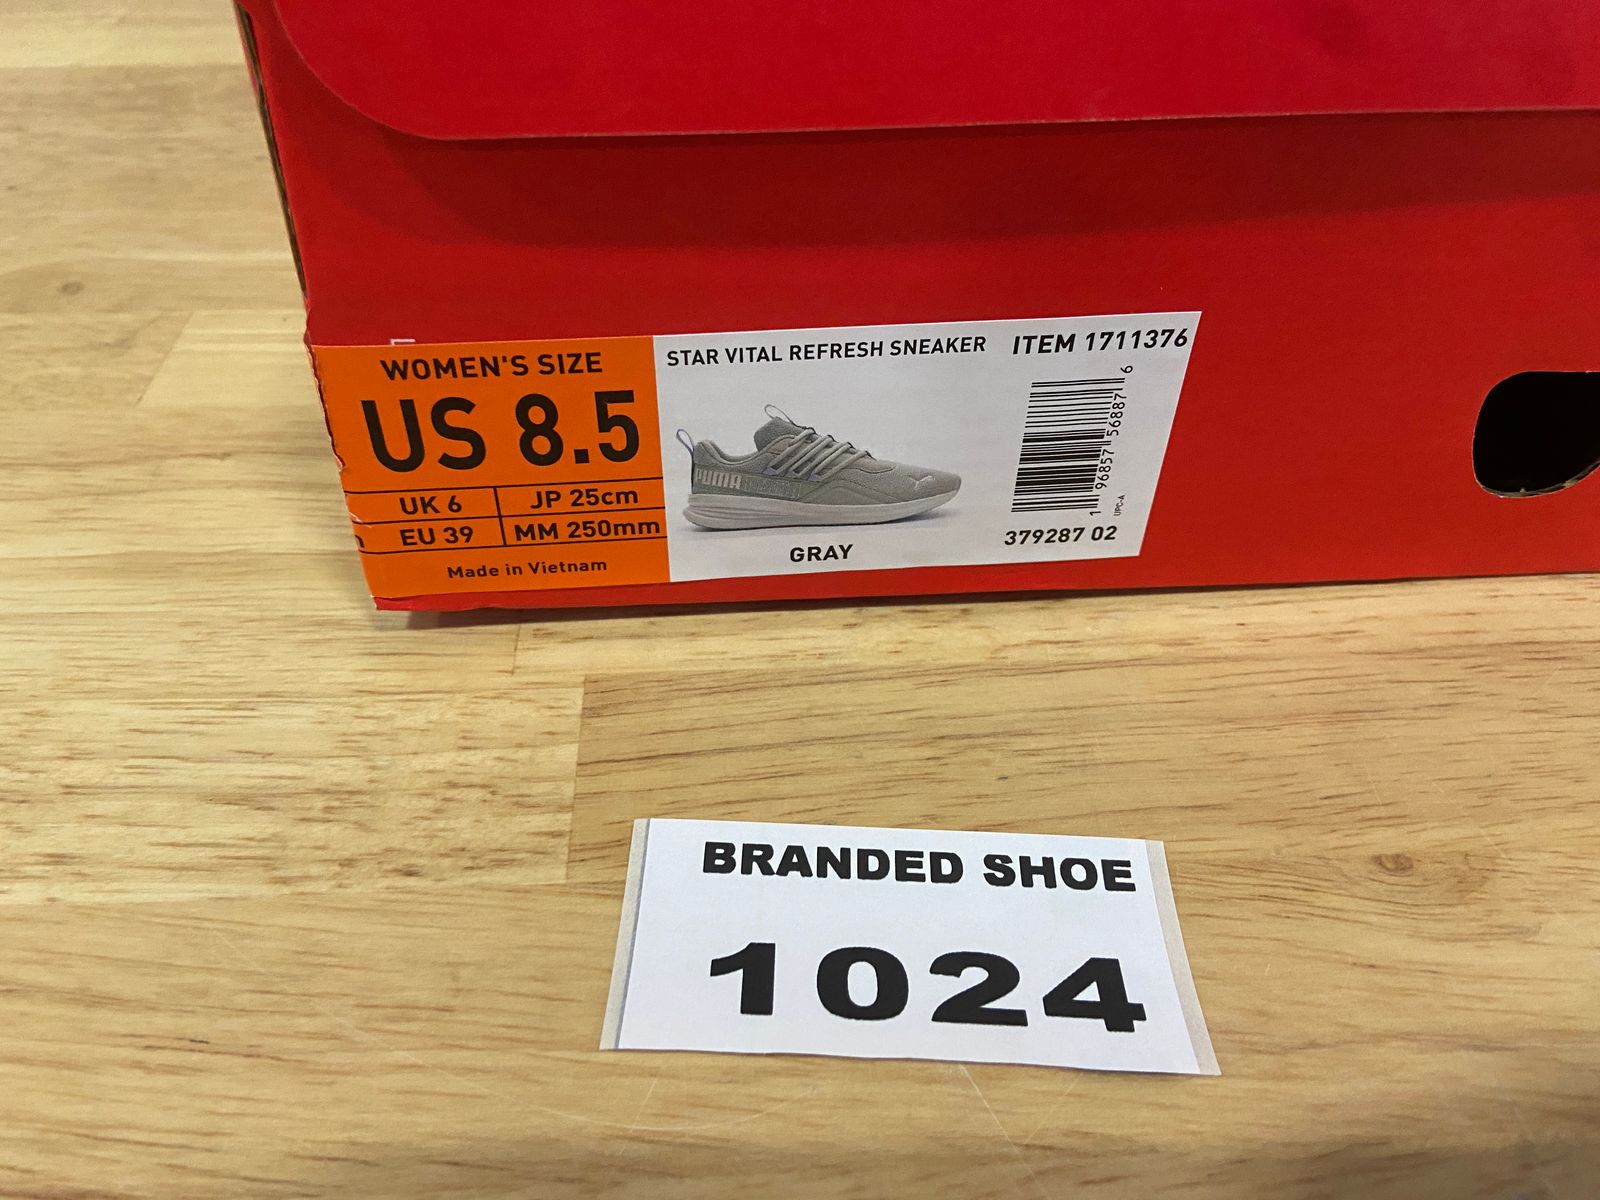 WOMEN'S SIZE
US 8.5
UK 6
JP 25cm
EU 39
MM 250mm
Made in Vietnam
STAR VITAL REFRESH SNEAKER
ITEM 1711376
PUMA
GRAY
1 96857 56887 6
UPC-A
379287 02
BRANDED SHOE
1024